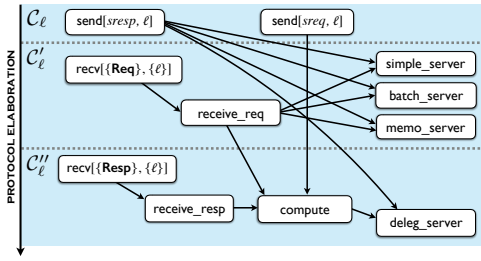 PROTOCOL ELABORATION
𝒞ℓ
send[sresp, ℓ]
send[sreq, ℓ]
𝒞′ℓ
recv[{Req}, {ℓ}]
simple_server
batch_server
receive_req
memo_server
𝒞″ℓ
recv[{Resp}, {ℓ}]
receive_resp
compute
deleg_server